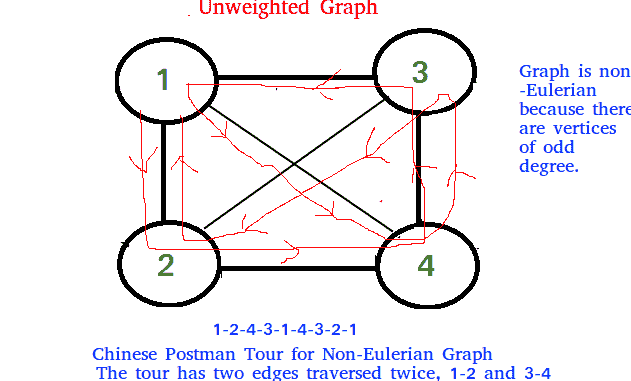 Unweighted Graph
1
3
Graph is non
-Eulerian
because there
are vertices
of odd
degree.
2
4
1-2-4-3-1-4-3-2-1
Chinese Postman Tour for Non-Eulerian Graph
The tour has two edges traversed twice, 1-2 and 3-4